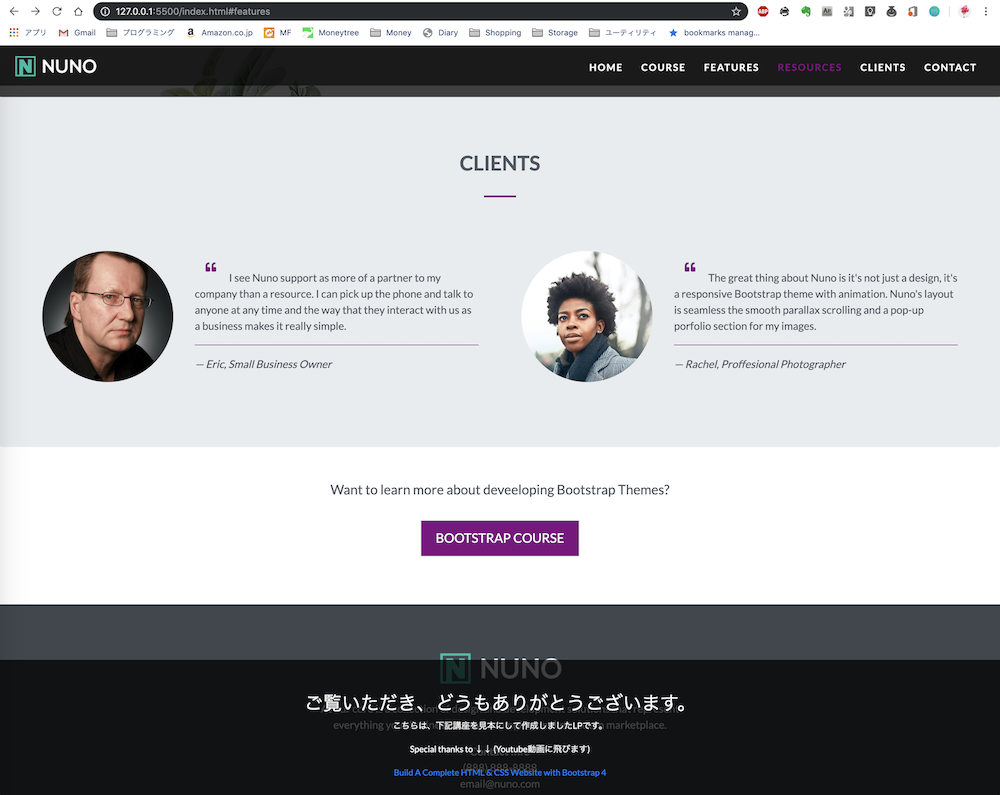 127.0.0.1:5500/index.html#features
アプリ Gmail プログラミング Amazon.co.jp MF Moneytree Money Diary Shopping Storage ユーティリティ bookmarks manag...
NUNO
HOME COURSE FEATURES RESOURCES CLIENTS CONTACT
CLIENTS
I see Nuno support as more of a partner to my
company than a resource. I can pick up the phone and talk to
anyone at any time and the way that they interact with us as
a business makes it really simple.
— Eric, Small Business Owner
The great thing about Nuno is it's not just a design, it's
a responsive Bootstrap theme with animation. Nuno's layout
is seamless the smooth parallax scrolling and a pop-up
porfolio section for my images.
— Rachel, Proffesional Photographer
Want to learn more about deveeloping Bootstrap Themes?
BOOTSTRAP COURSE
NUNO
ご覧いただき、どうもありがとうございます。
everything
marketplace.
こちらは、下記講座を見本にして作成しましたLPです。
Special thanks to ↓↓ (Youtube動画に飛びます)
(888) 888-8888
Build A Complete HTML & CSS Website with Bootstrap 4
email@nuno.com